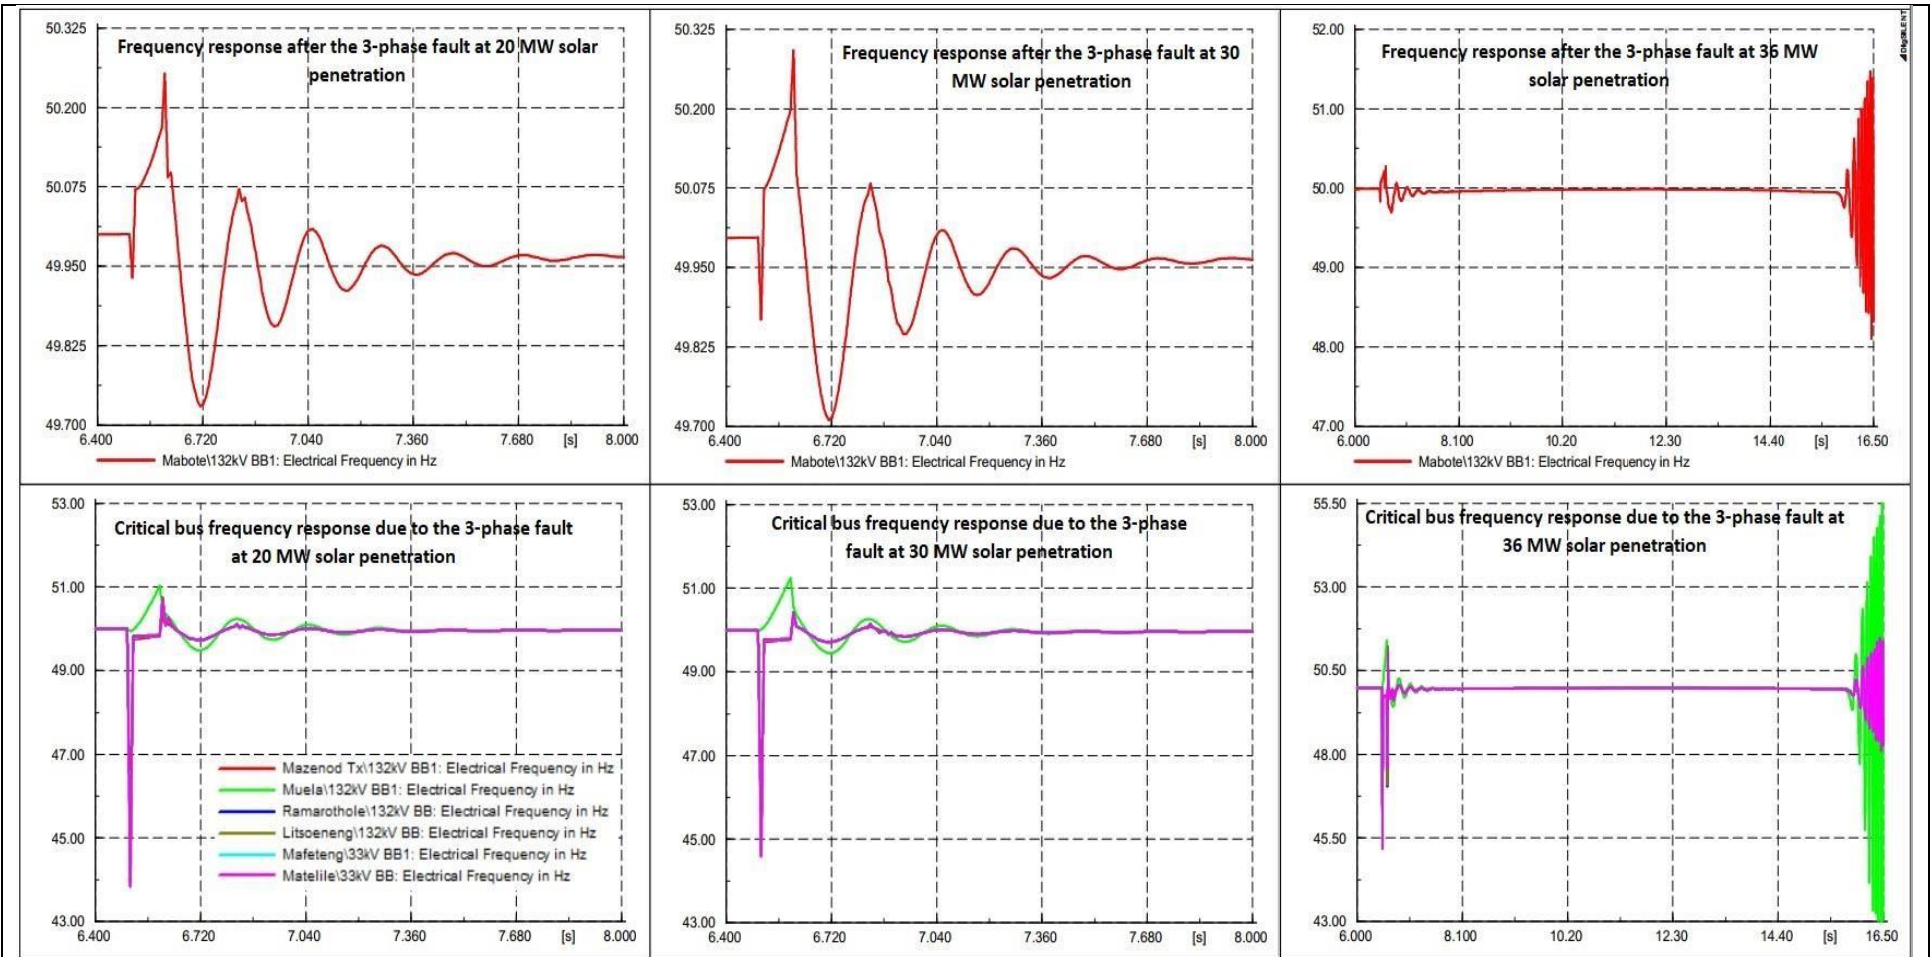 50.325
50.200
50.075
49.950
49.825
49.700
Frequency response after the 3-phase fault at 20 MW solar
penetration
6.400 6.720 7.040 7.360 7.680 [s] 8.000
Mabote\132kV BB1: Electrical Frequency in Hz
50.325
50.200
50.075
49.950
49.825
49.700
Frequency response after the 3-phase fault at 30
MW solar penetration
6.400 6.720 7.040 7.360 7.680 [s] 8.000
Mabote\132kV BB1: Electrical Frequency in Hz
52.00
51.00
50.00
49.00
48.00
47.00
Frequency response after the 3-phase fault at 36 MW
solar penetration
6.000 8.100 10.20 12.30 14.40 [s] 16.50
Mabote\132kV BB1: Electrical Frequency in Hz
DIgSILENT
53.00
51.00
49.00
47.00
45.00
43.00
Critical bus frequency response due to the 3-phase fault
at 20 MW solar penetration
Mazenod Tx\132kV BB1: Electrical Frequency in Hz
Muela\132kV BB1: Electrical Frequency in Hz
Ramarothole\132kV BB: Electrical Frequency in Hz
Litsoeneng\132kV BB: Electrical Frequency in Hz
Mafeteng\33kV BB1: Electrical Frequency in Hz
Matelile\33kV BB: Electrical Frequency in Hz
6.400 6.720 7.040 7.360 7.680 [s] 8.000
53.00
51.00
49.00
47.00
45.00
43.00
Critical bus frequency response due to the 3-phase
fault at 30 MW solar penetration
6.400 6.720 7.040 7.360 7.680 [s] 8.000
55.50
53.00
50.50
48.00
45.50
43.00
Critical bus frequency response due to the 3-phase fault at
36 MW solar penetration
6.000 8.100 10.20 12.30 14.40 [s] 16.50